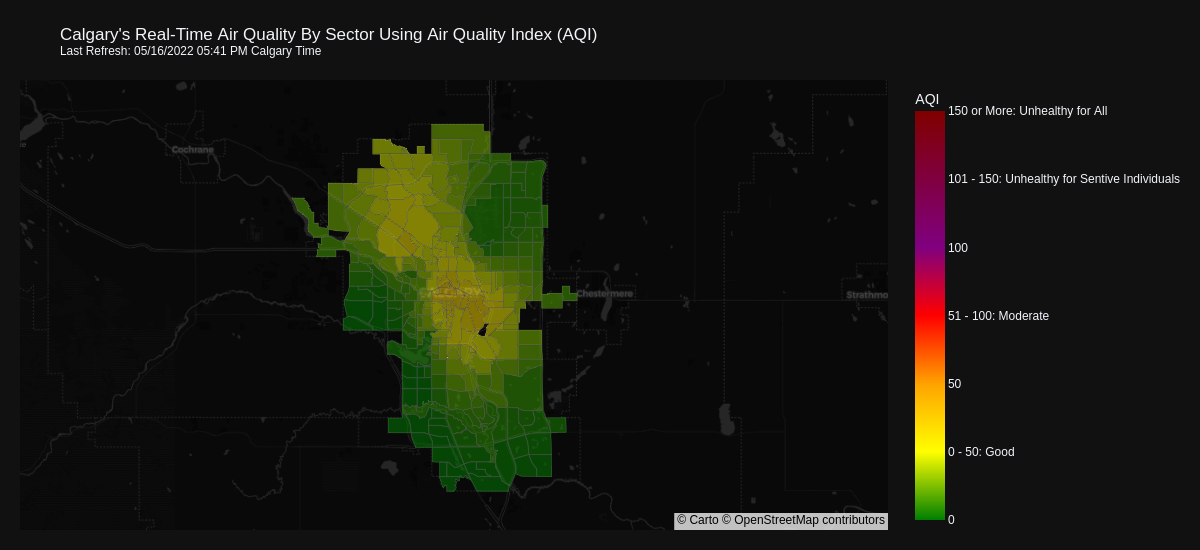 Calgary's Real-Time Air Quality By Sector Using Air Quality Index (AQI)
Last Refresh: 05/16/2022 05:41 PM Calgary Time
AQI
150 or More: Unhealthy for All
101 - 150: Unhealthy for Sentive Individuals
100
51 - 100: Moderate
50
0 - 50: Good
0
Cochrane
Chestermere
Strathmo
© Carto © OpenStreetMap contributors